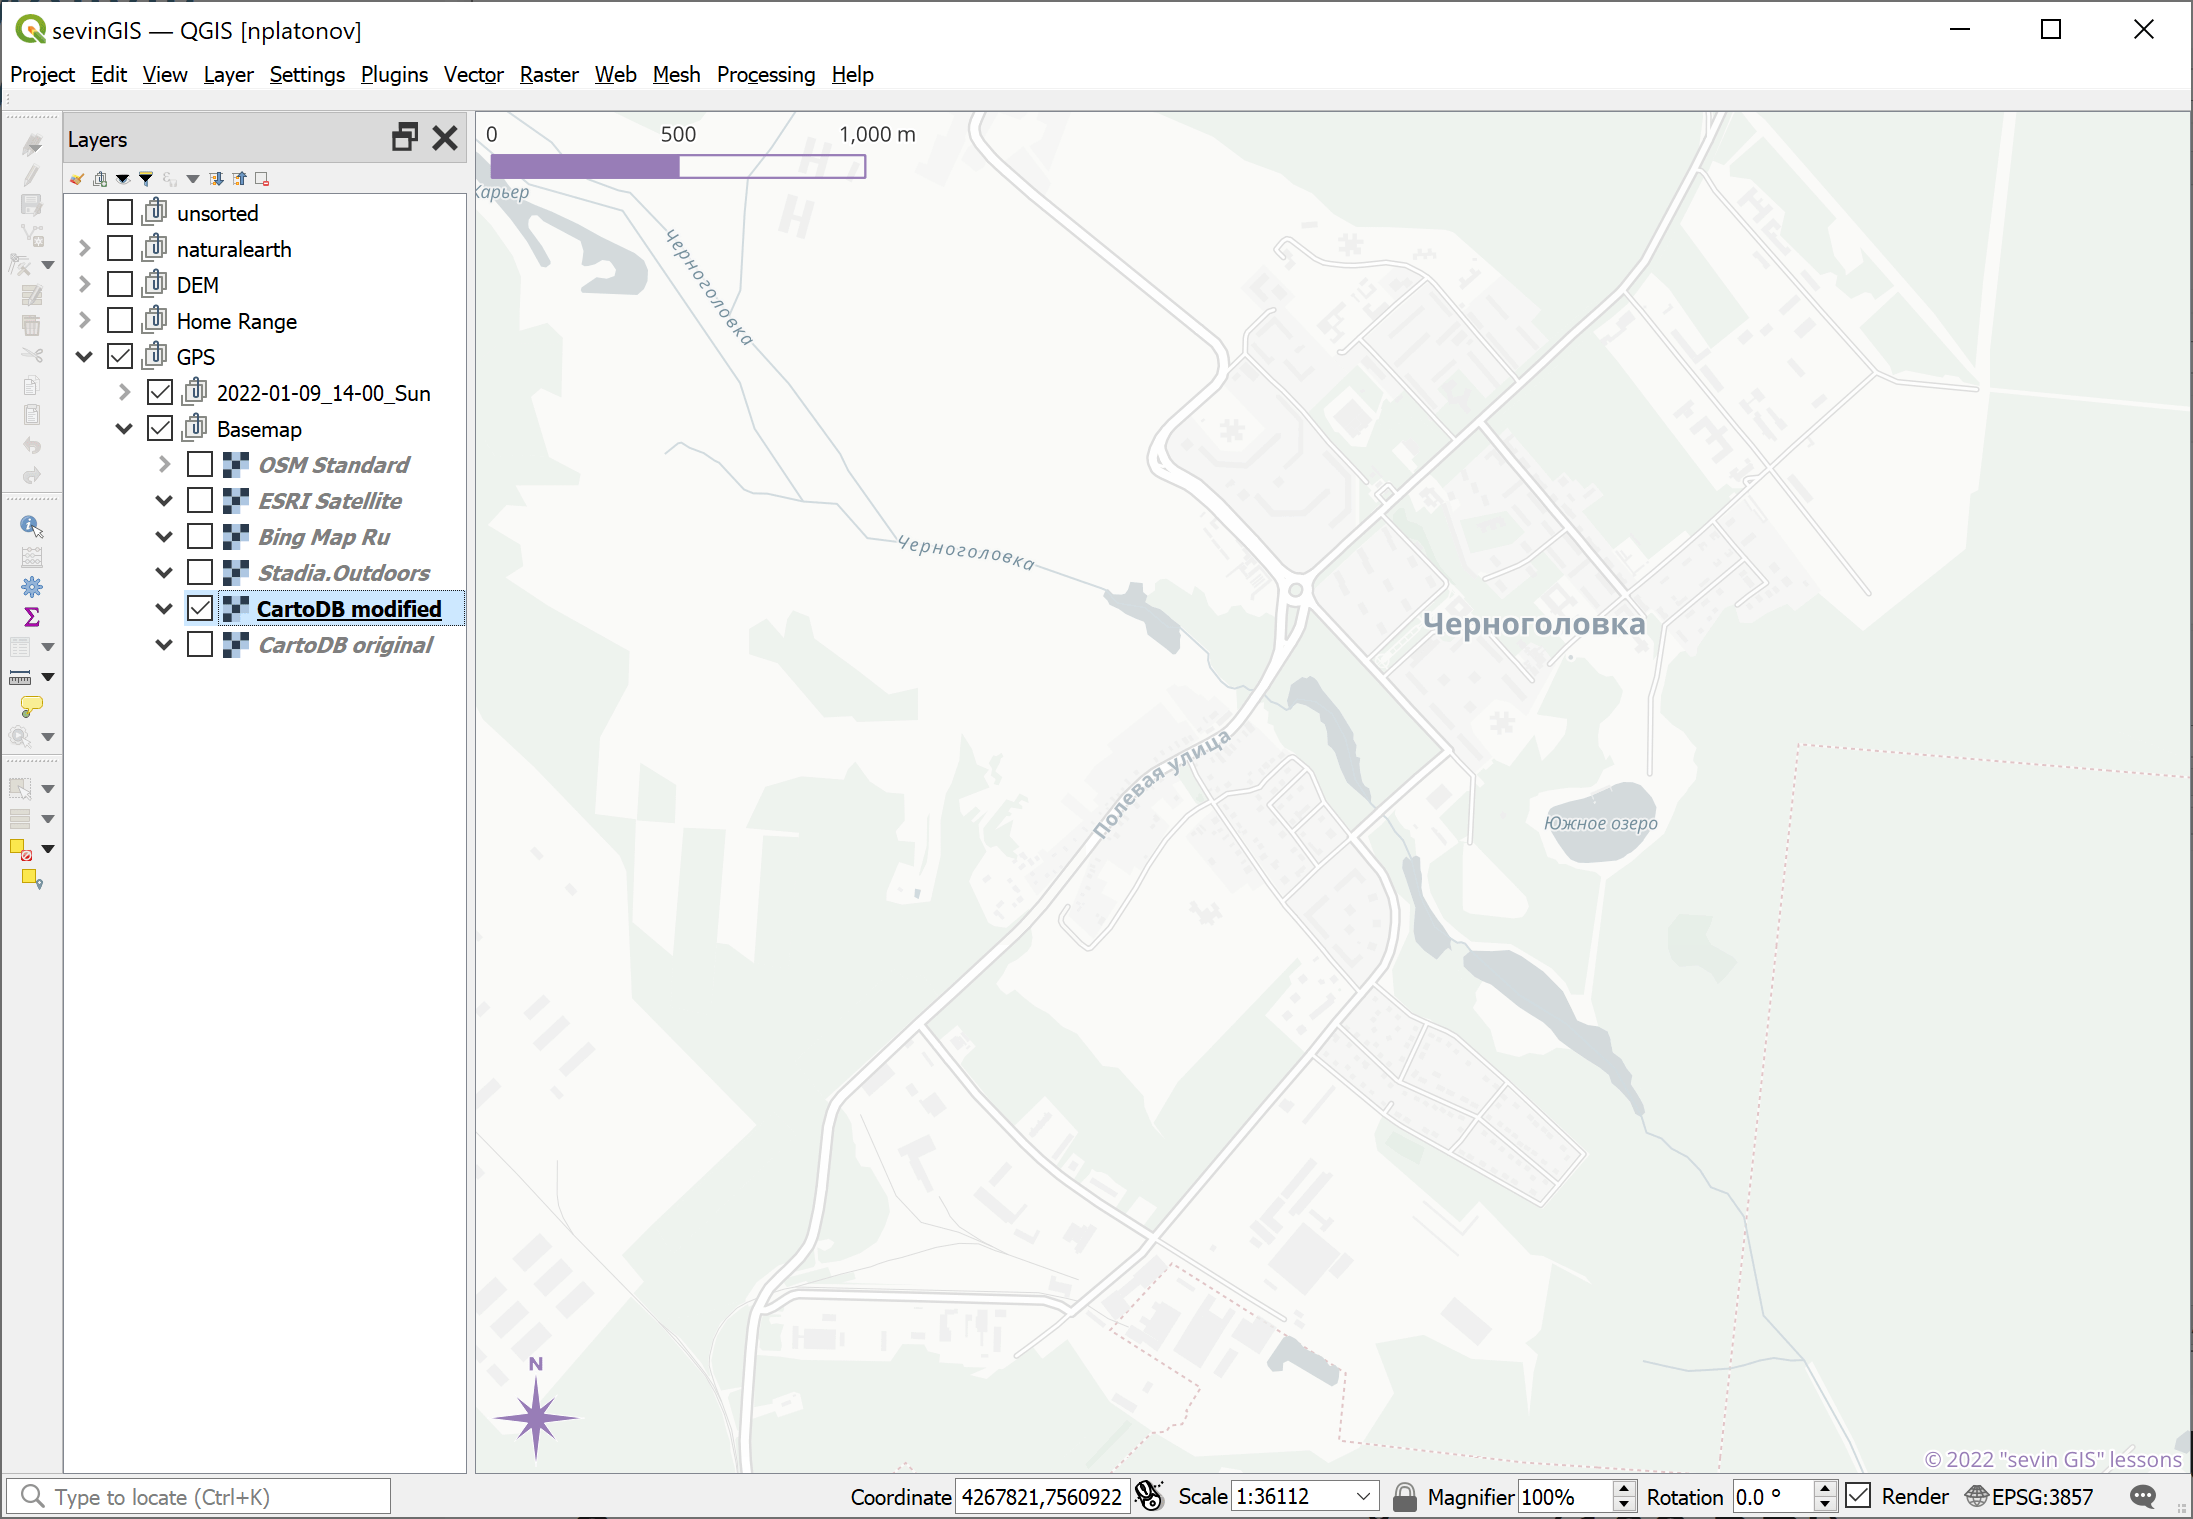 sevinGIS — QGIS [nplatonov]
Project Edit View Layer Settings Plugins Vector Raster Web Mesh Processing Help
Layers
unsorted
naturalearth
DEM
Home Range
GPS
2022-01-09_14-00_Sun
Basemap
OSM Standard
ESRI Satellite
Bing Map Ru
Stadia.Outdoors
CartoDB modified
CartoDB original
0 500 1,000 m
Карьер
Черноголовка
Черноголовка
Черноголовка
Полевая улица
Южное озеро
N
© 2022 "sevin GIS" lessons
Type to locate (Ctrl+K)
Coordinate 4267821,7560922 Scale 1:36112 Magnifier 100% Rotation 0.0 ° Render EPSG:3857